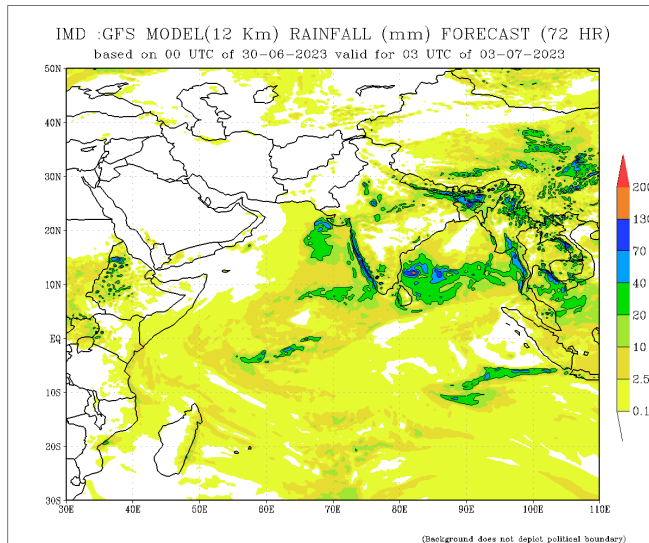 IMD :GFS MODEL(12 Km) RAINFALL (mm) FORECAST (72 HR)
based on 00 UTC of 30-06-2023 valid for 03 UTC of 03-07-2023
50N
40N
30N
20N
10N
EQ
10S
20S
30S
30E 40E 50E 60E 70E 80E 90E 100E 110E
200
130
70
40
20
10
2.5
0.1
(Background does not depict political boundary)